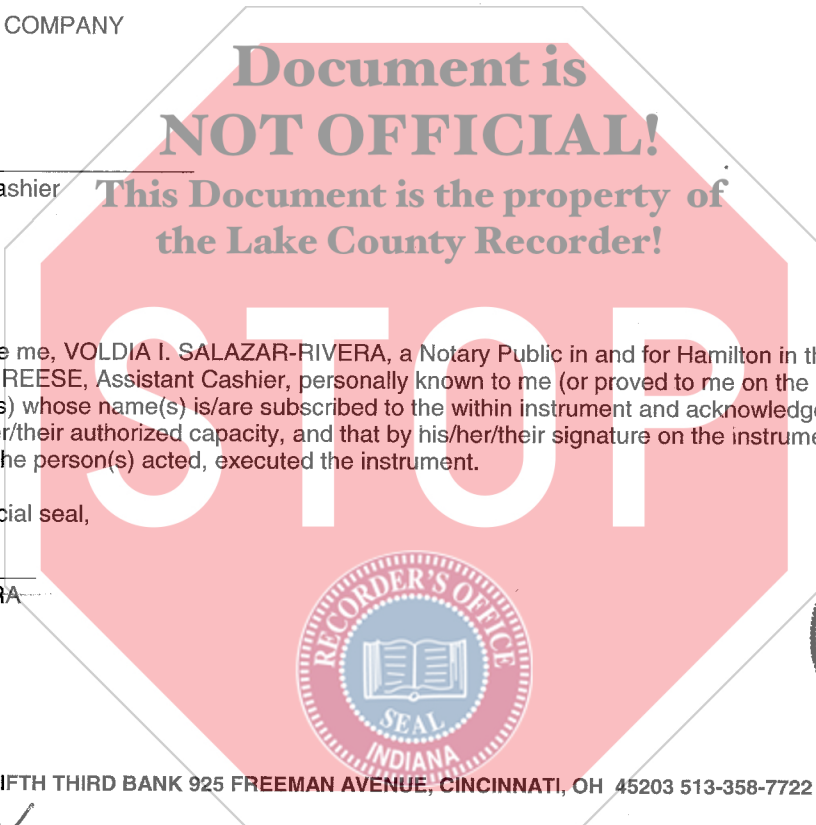 COMPANY
Document is
NOT OFFICIAL!
ashier
This Document is the property of
the Lake County Recorder!
STOP
e me, VOLDIA I. SALAZAR-RIVERA, a Notary Public in and for Hamilton in th
REESE, Assistant Cashier, personally known to me (or proved to me on the
s) whose name(s) is/are subscribed to the within instrument and acknowledge
r/their authorized capacity, and that by his/her/their signature on the instrume
he person(s) acted, executed the instrument.
cial seal,
RA
RECORDER'S OFFICE
SEAL
INDIANA
IFTH THIRD BANK 925 FREEMAN AVENUE, CINCINNATI, OH 45203 513-358-7722